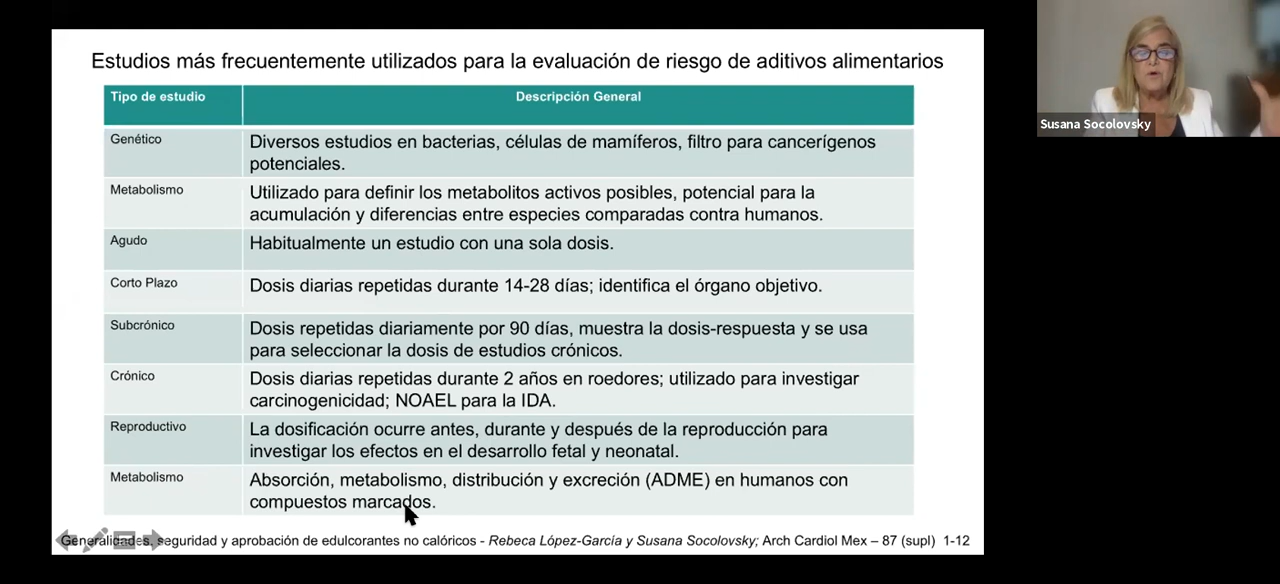 Estudios más frecuentemente utilizados para la evaluación de riesgo de aditivos alimentarios
Tipo de estudio Descripción General
Genético Diversos estudios en bacterias, células de mamíferos, filtro para cancerígenos
potenciales.
Metabolismo Utilizado para definir los metabolitos activos posibles, potencial para la
acumulación y diferencias entre especies comparadas contra humanos.
Agudo Habitualmente un estudio con una sola dosis.
Corto Plazo Dosis diarias repetidas durante 14-28 días; identifica el órgano objetivo.
Subcrónico Dosis repetidas diariamente por 90 días, muestra la dosis-respuesta y se usa
para seleccionar la dosis de estudios crónicos.
Crónico Dosis diarias repetidas durante 2 años en roedores; utilizado para investigar
carcinogenicidad; NOAEL para la IDA.
Reproductivo La dosificación ocurre antes, durante y después de la reproducción para
investigar los efectos en el desarrollo fetal y neonatal.
Metabolismo Absorción, metabolismo, distribución y excreción (ADME) en humanos con
compuestos marcados.
Generalidades, seguridad y aprobación de edulcorantes no calóricos - Rebeca López-García y Susana Socolovsky; Arch Cardiol Mex – 87 (supl) 1-12
Susana Socolovsky